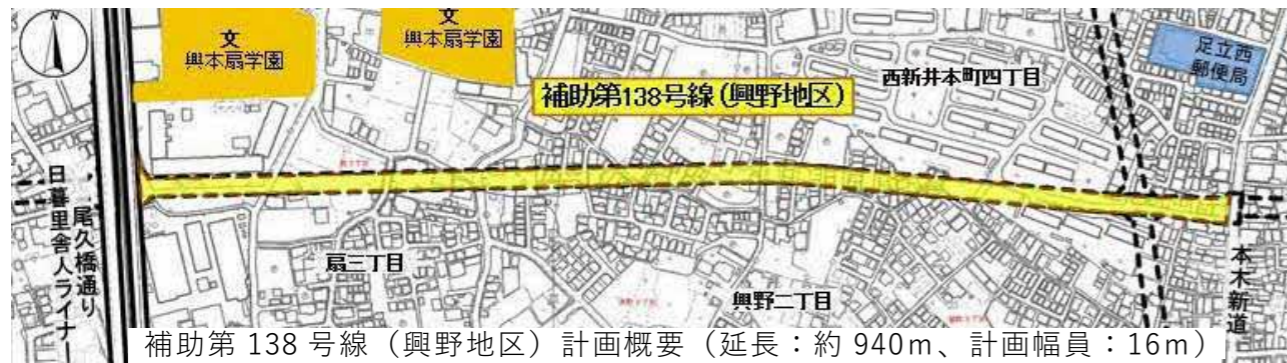 N
文
興本扇学園
文
興本扇学園
補助第138号線(興野地区)
西新井本町四丁目
足立西
郵便局
日暮里舎人ライナー
尾久橋通り
扇三丁目
興野二丁目
本木新道
補助第 138 号線（興野地区）計画概要（延長：約 940m、計画幅員：16m）